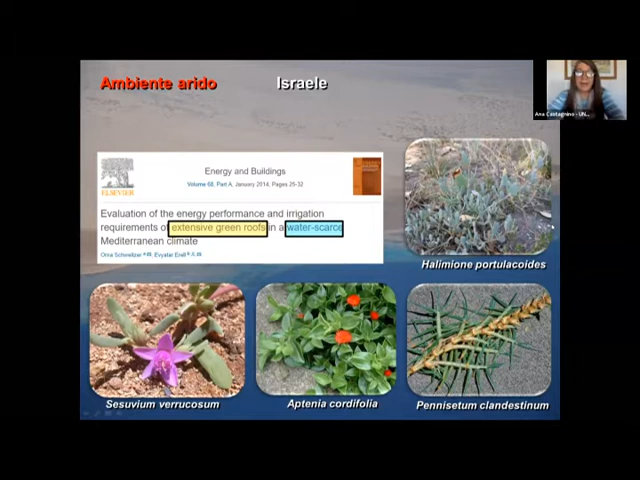 Ambiente arido
Israele
Ana Castagnino - UN...
ELSEVIER
Energy and Buildings
Volume 68, Part A, January 2014, Pages 25-32
Evaluation of the energy performance and irrigation
requirements of extensive green roofs in a water-scarce
Mediterranean climate
Orna Schweitzer, Evyatar Erell
Halimione portulacoides
Sesuvium verrucosum
Aptenia cordifolia
Pennisetum clandestinum